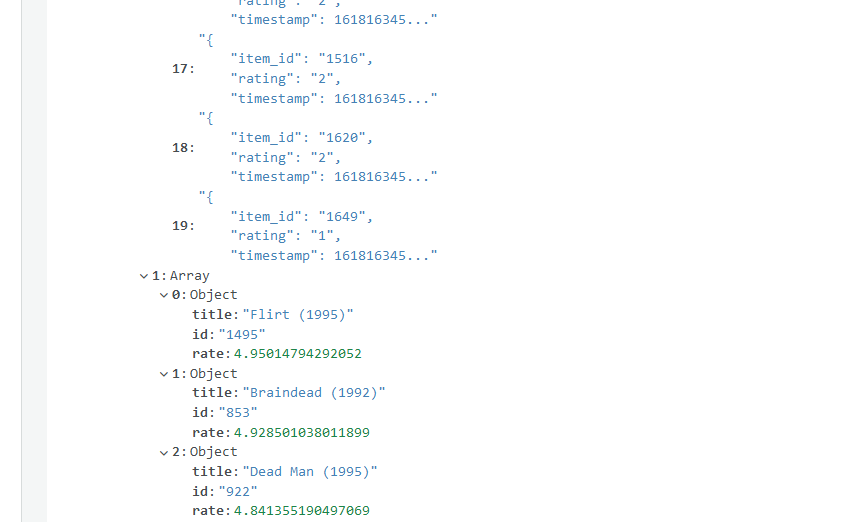 "rating": "2",
"timestamp": 161816345..."
"{
"item_id": "1516",
17:
"rating": "2",
"timestamp": 161816345..."
"{
"item_id": "1620",
18:
"rating": "2",
"timestamp": 161816345..."
"{
"item_id": "1649",
19:
"rating": "1",
"timestamp": 161816345..."
1: Array
0: Object
title: "Flirt (1995)"
id: "1495"
rate: 4.95014794292052
1: Object
title: "Braindead (1992)"
id: "853"
rate: 4.928501038011899
2: Object
title: "Dead Man (1995)"
id: "922"
rate: 4.841355190497069